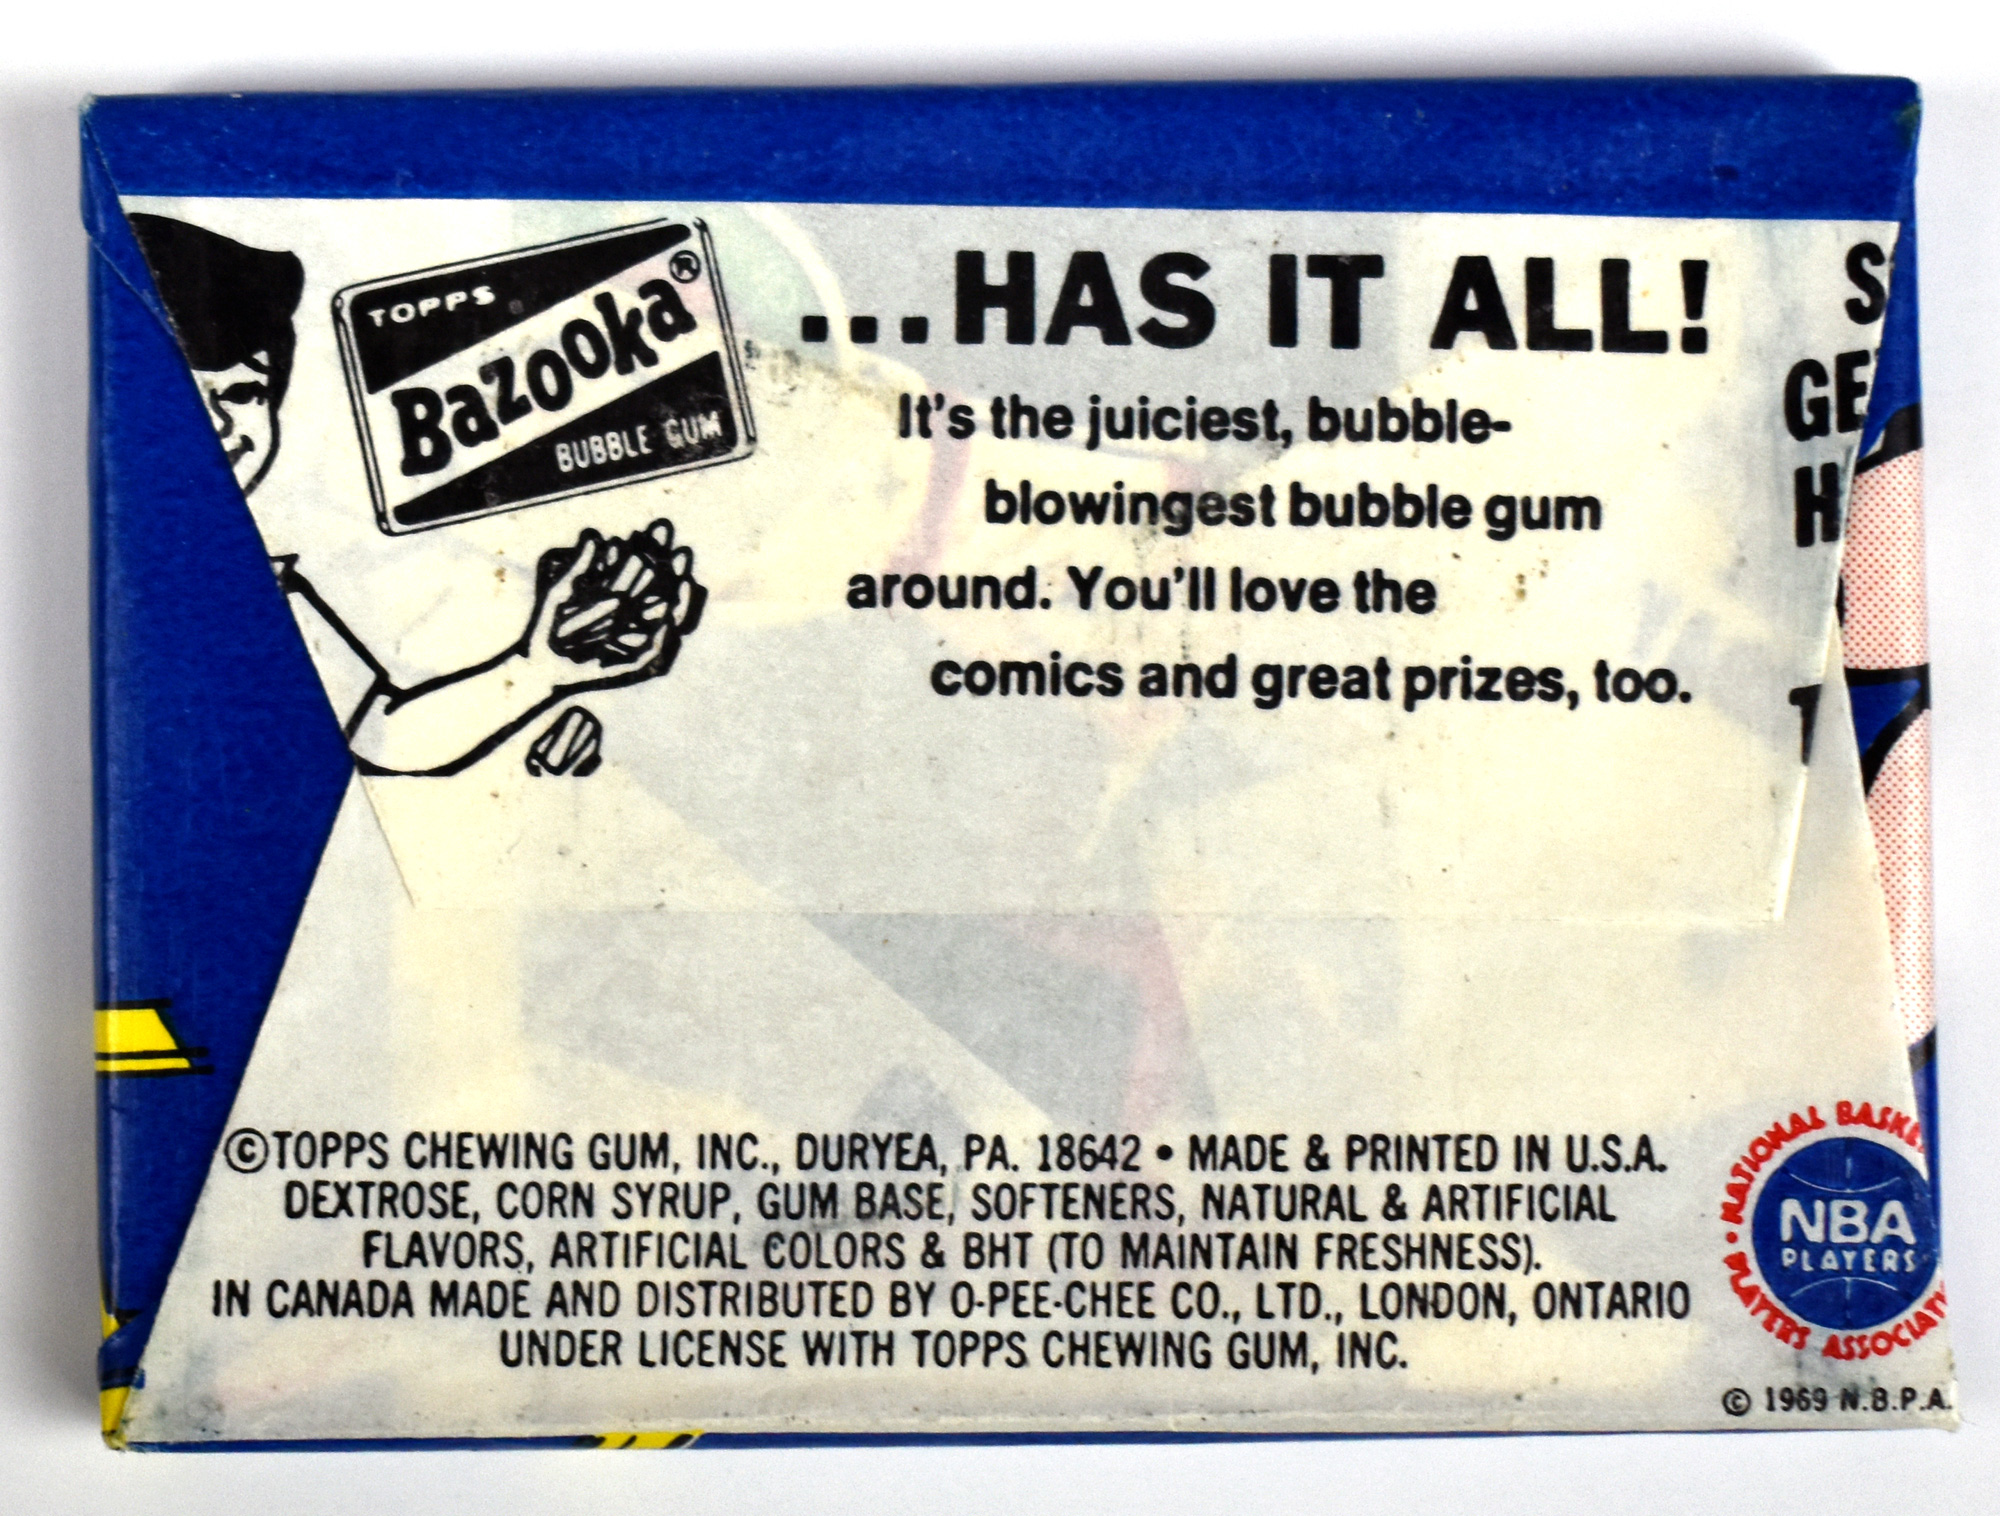 TOPPS
Bazooka®
BUBBLE GUM
...HAS IT ALL!
It's the juiciest, bubble-
blowingest bubble gum
around. You'll love the
comics and great prizes, too.
©TOPPS CHEWING GUM, INC., DURYEA, PA. 18642 • MADE & PRINTED IN U.S.A.
DEXTROSE, CORN SYRUP, GUM BASE, SOFTENERS, NATURAL & ARTIFICIAL
FLAVORS, ARTIFICIAL COLORS & BHT (TO MAINTAIN FRESHNESS).
IN CANADA MADE AND DISTRIBUTED BY O-PEE-CHEE CO., LTD., LONDON, ONTARIO
UNDER LICENSE WITH TOPPS CHEWING GUM, INC.
NATIONAL BASKE
NBA
PLAYERS
PLAYERS ASSOCIAT
© 1969 N.B.P.A.